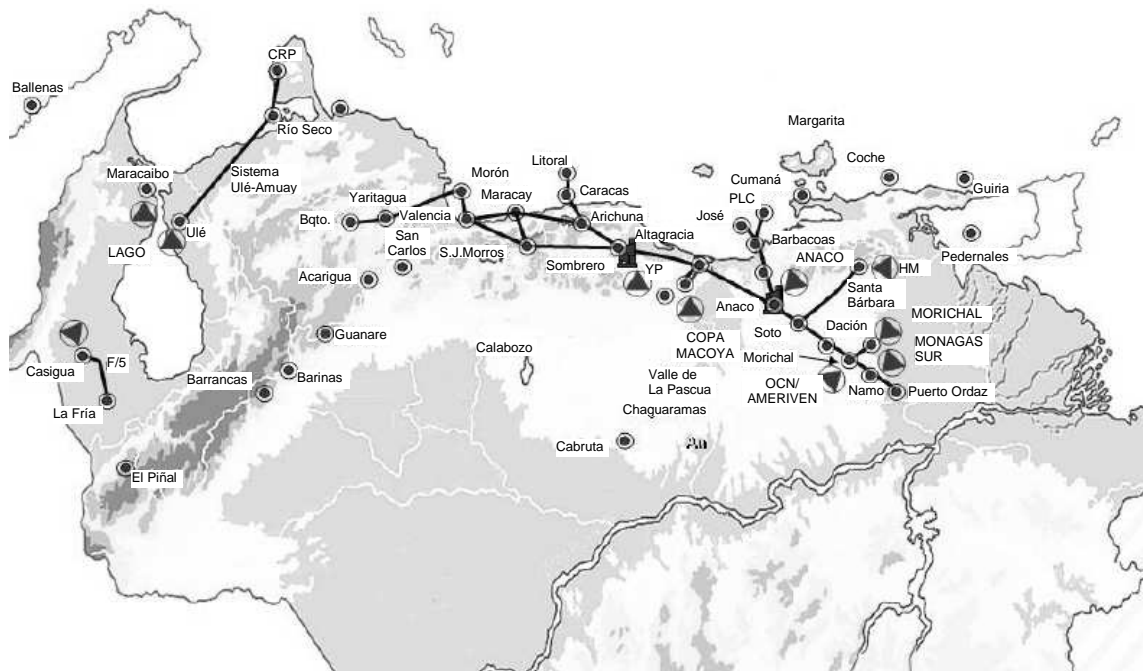 CRP
Ballenas
Río Seco
Margarita
Litoral
Coche
Maracaibo
Sistema
Ulé-Amuay
Morón
Cumaná
Yaritagua
Maracay
Caracas
PLC
Guiria
Bqto.
Valencia
Arichuna
José
Ulé
LAGO
San
Carlos
S.J.Morros
Altagracia
Barbacoas
ANACO
Sombrero
YP
HM
Pedernales
Acarigua
Santa
Bárbara
Anaco
Soto
Dación
MORICHAL
Guanare
COPA
MACOYA
MONAGAS
SUR
Casigua
F/5
Calabozo
Morichal
Barrancas
Barinas
Valle de
La Pascua
OCN/
AMERIVEN
Namo
Puerto Ordaz
La Fría
Chaguaramas
Cabruta
An
El Piñal